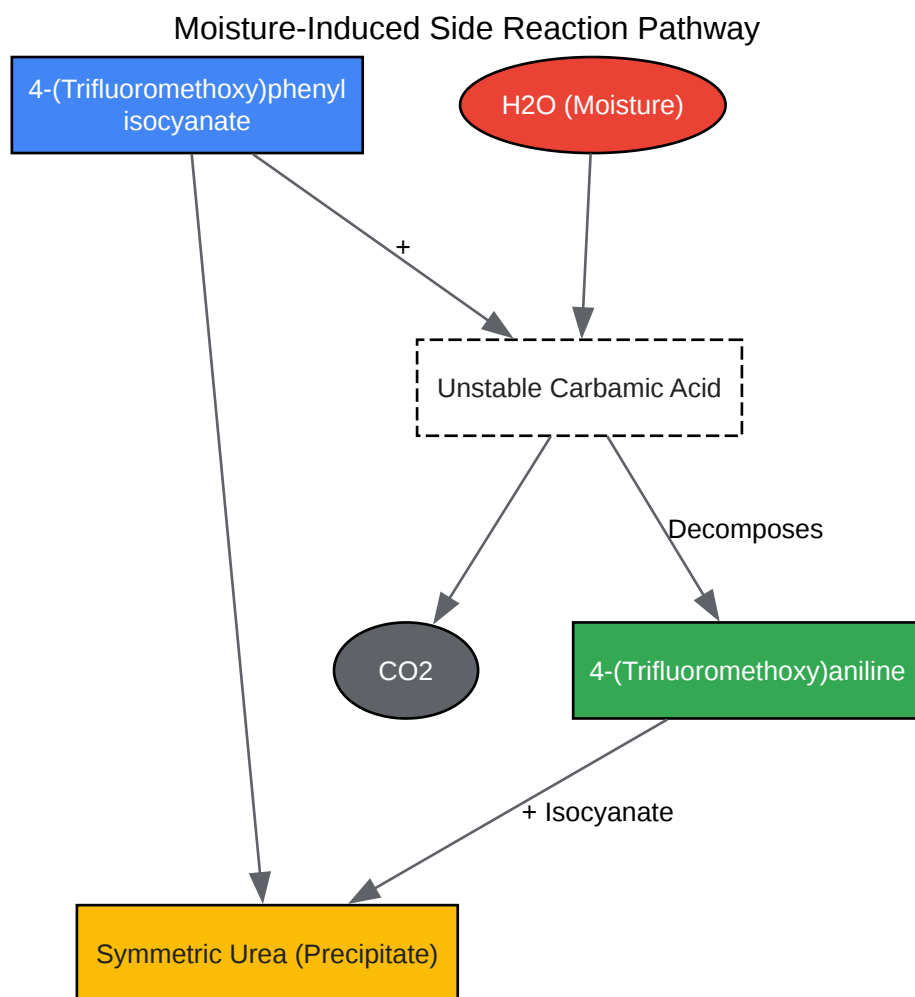 Moisture-Induced Side Reaction Pathway
4-(Trifluoromethoxy)phenyl
isocyanate
H2O (Moisture)
+
Unstable Carbamic Acid
Decomposes
CO2
4-(Trifluoromethoxy)aniline
+ Isocyanate
Symmetric Urea (Precipitate)